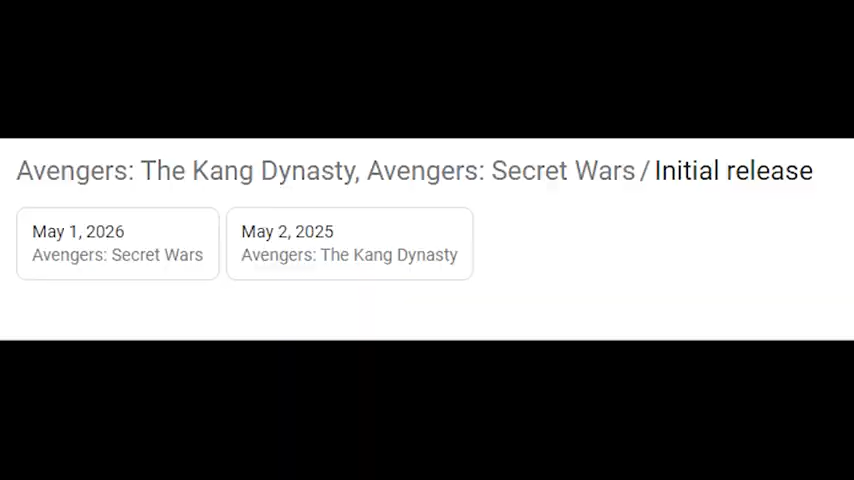 Avengers: The Kang Dynasty, Avengers: Secret Wars / Initial release
May 1, 2026
Avengers: Secret Wars
May 2, 2025
Avengers: The Kang Dynasty